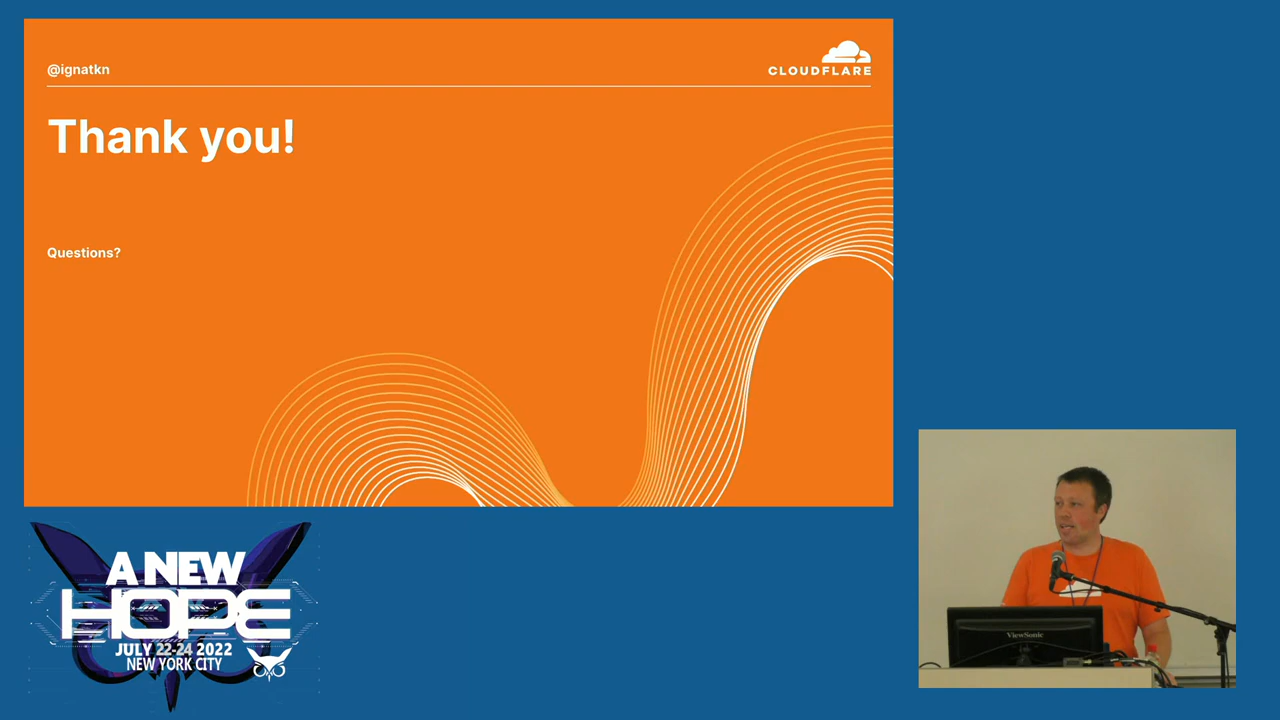 @ignatkn
CLOUDFLARE
Thank you!
Questions?
A NEW
HOPE
JULY 22-24 2022
NEW YORK CITY
ViewSonic